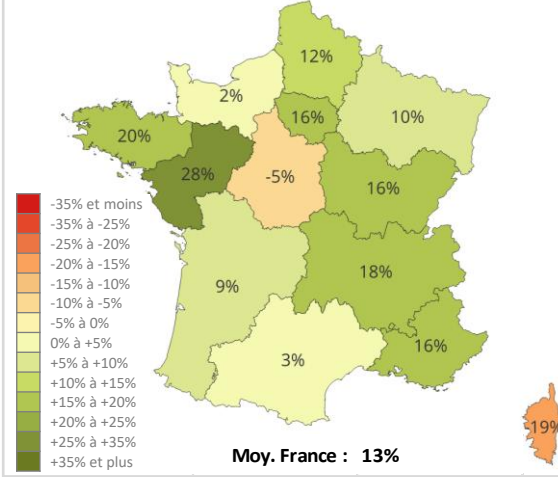 12%
2%
16%
10%
20%
28%
-5%
16%
18%
9%
16%
3%
-19%
-35% et moins
-35% à -25%
-25% à -20%
-20% à -15%
-15% à -10%
-10% à -5%
-5% à 0%
0% à +5%
+5% à +10%
+10% à +15%
+15% à +20%
+20% à +25%
+25% à +35%
+35% et plus
Moy. France : 13%